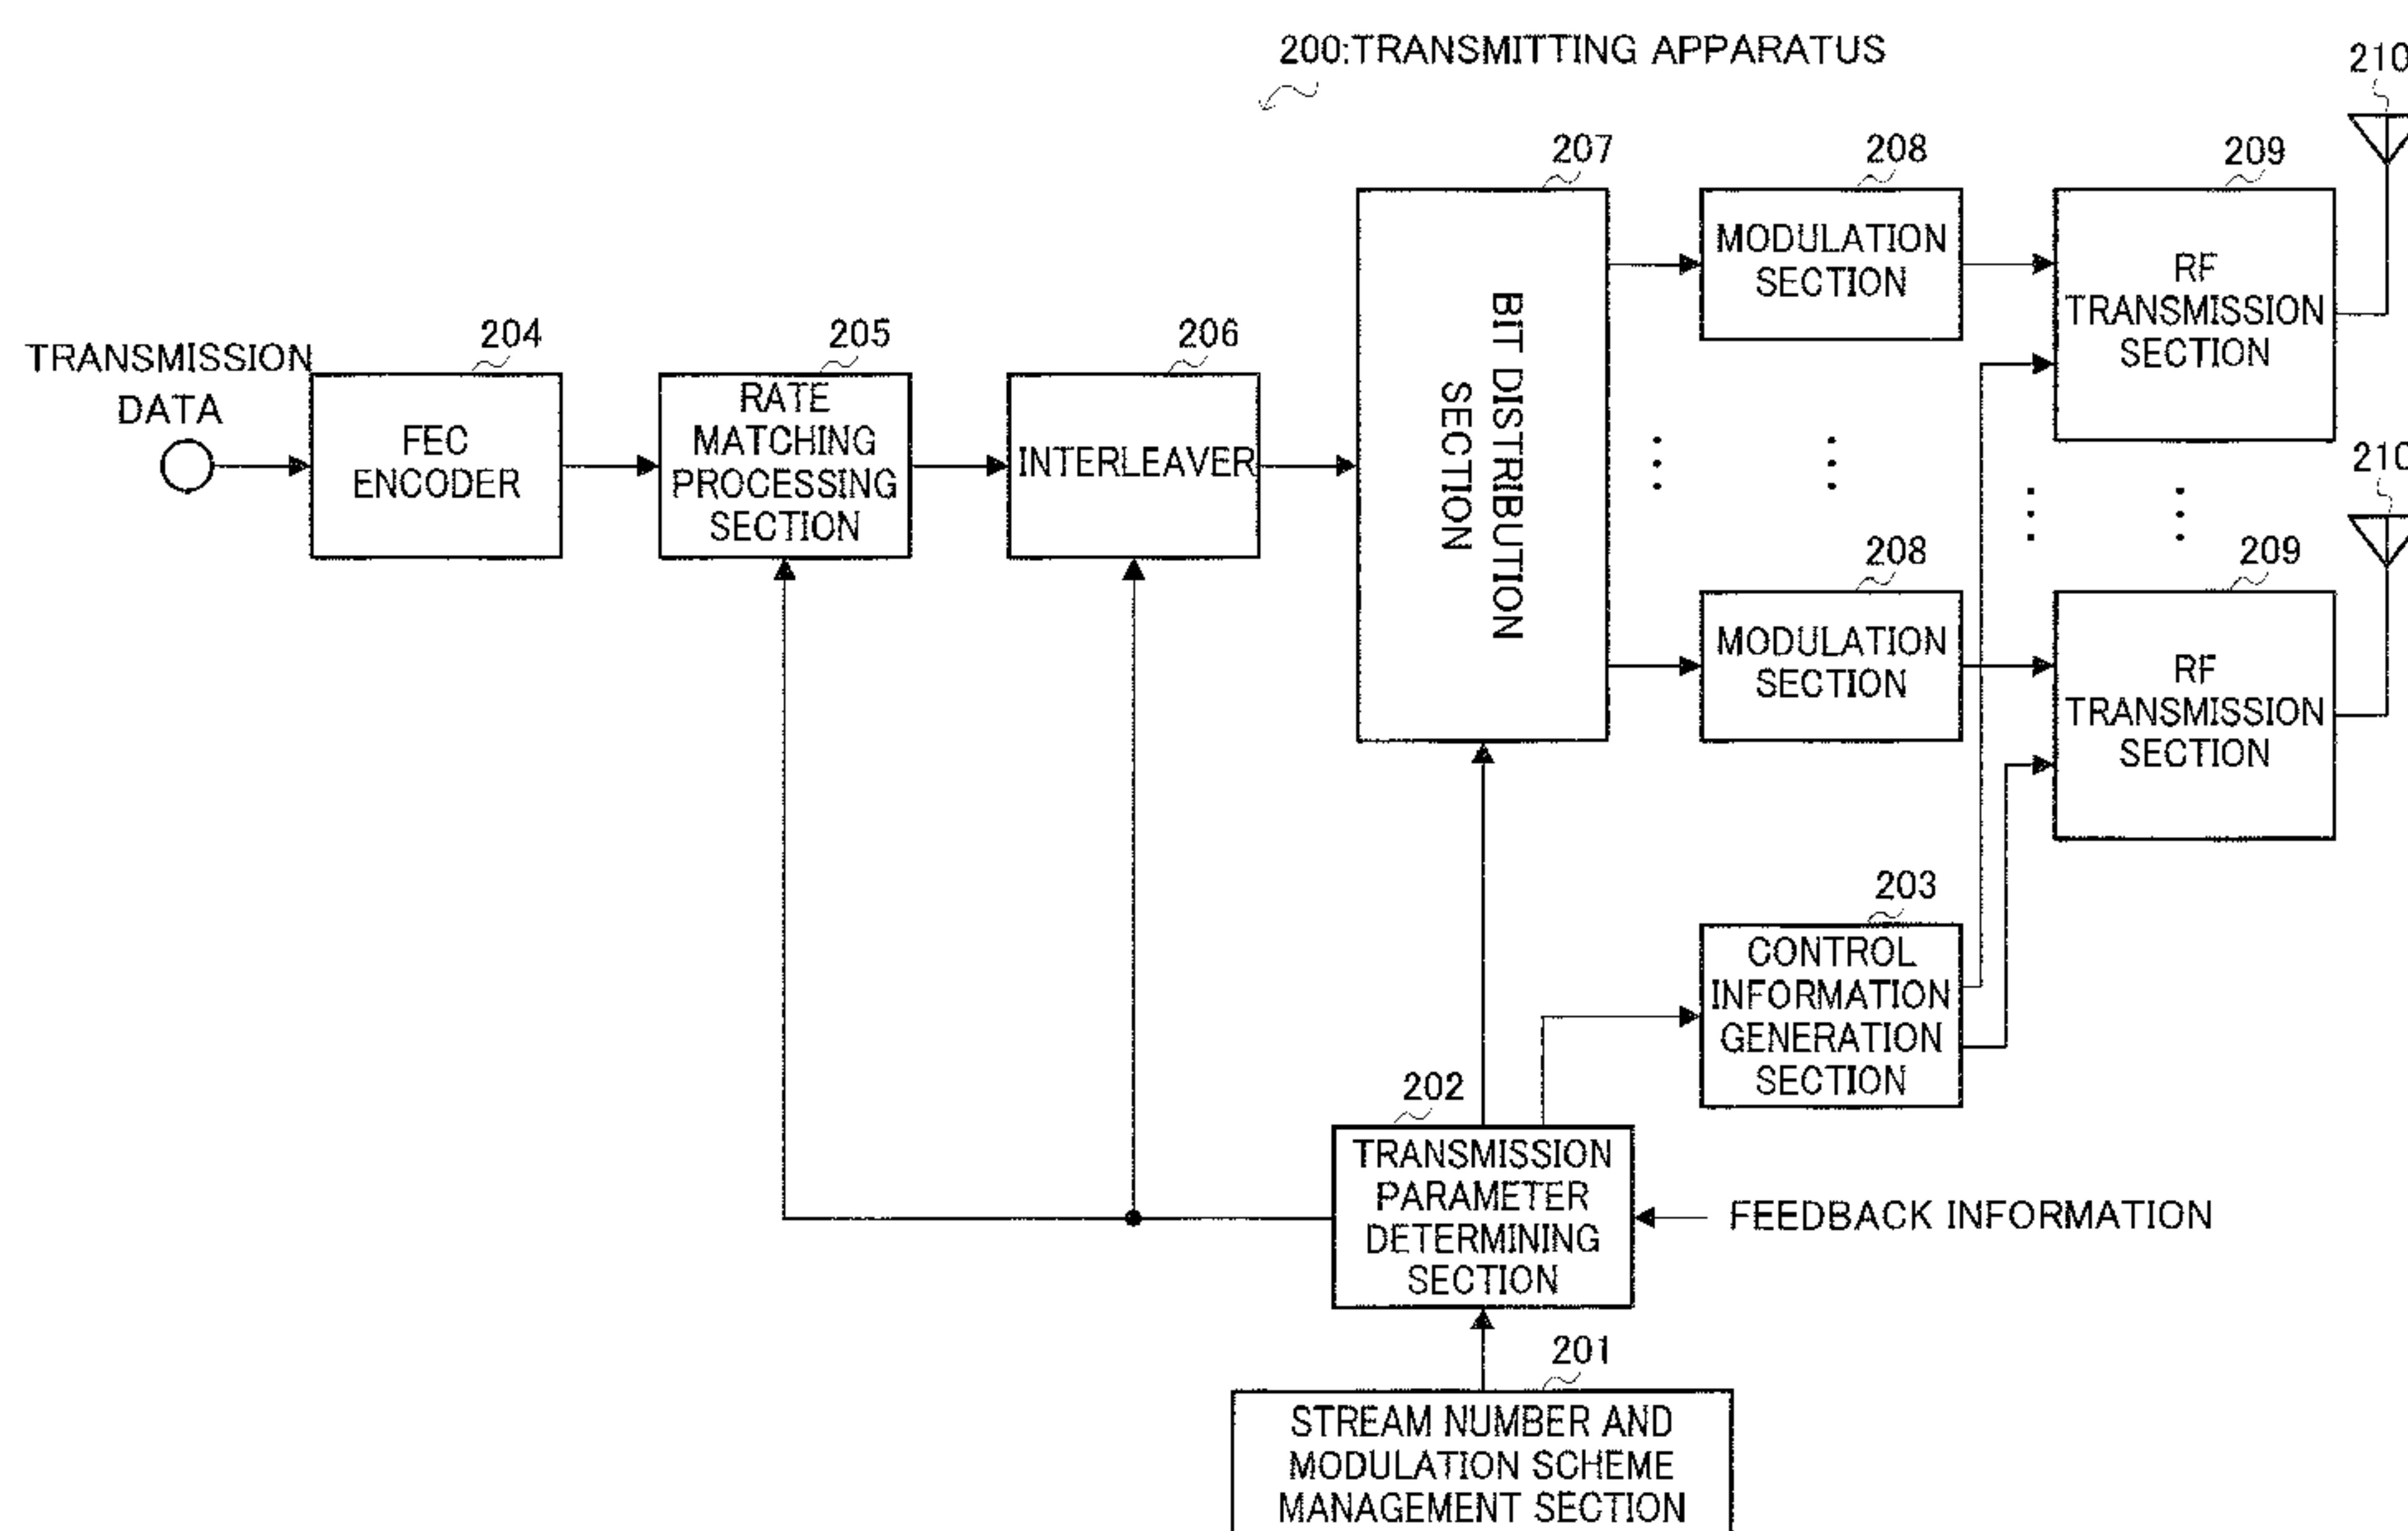 200:TRANSMITTING APPARATUS
210
207
208
209
MODULATION
SECTION
RF
TRANSMISSION
SECTION
204
205
206
TRANSMISSION
DATA
FEC
ENCODER
RATE
MATCHING
PROCESSING
SECTION
INTERLEAVER
BIT DISTRIBUTION
SECTION
210
208
209
MODULATION
SECTION
RF
TRANSMISSION
SECTION
203
CONTROL
INFORMATION
GENERATION
SECTION
202
TRANSMISSION
PARAMETER
DETERMINING
SECTION
FEEDBACK INFORMATION
201
STREAM NUMBER AND
MODULATION SCHEME
MANAGEMENT SECTION